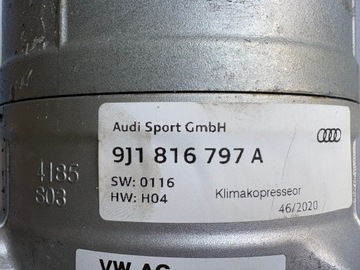 Audi Sport GmbH
9J1 816 797 A
SW: 0116
HW: H04
Klimakopresseor
46/2020
4185
803
VW AG